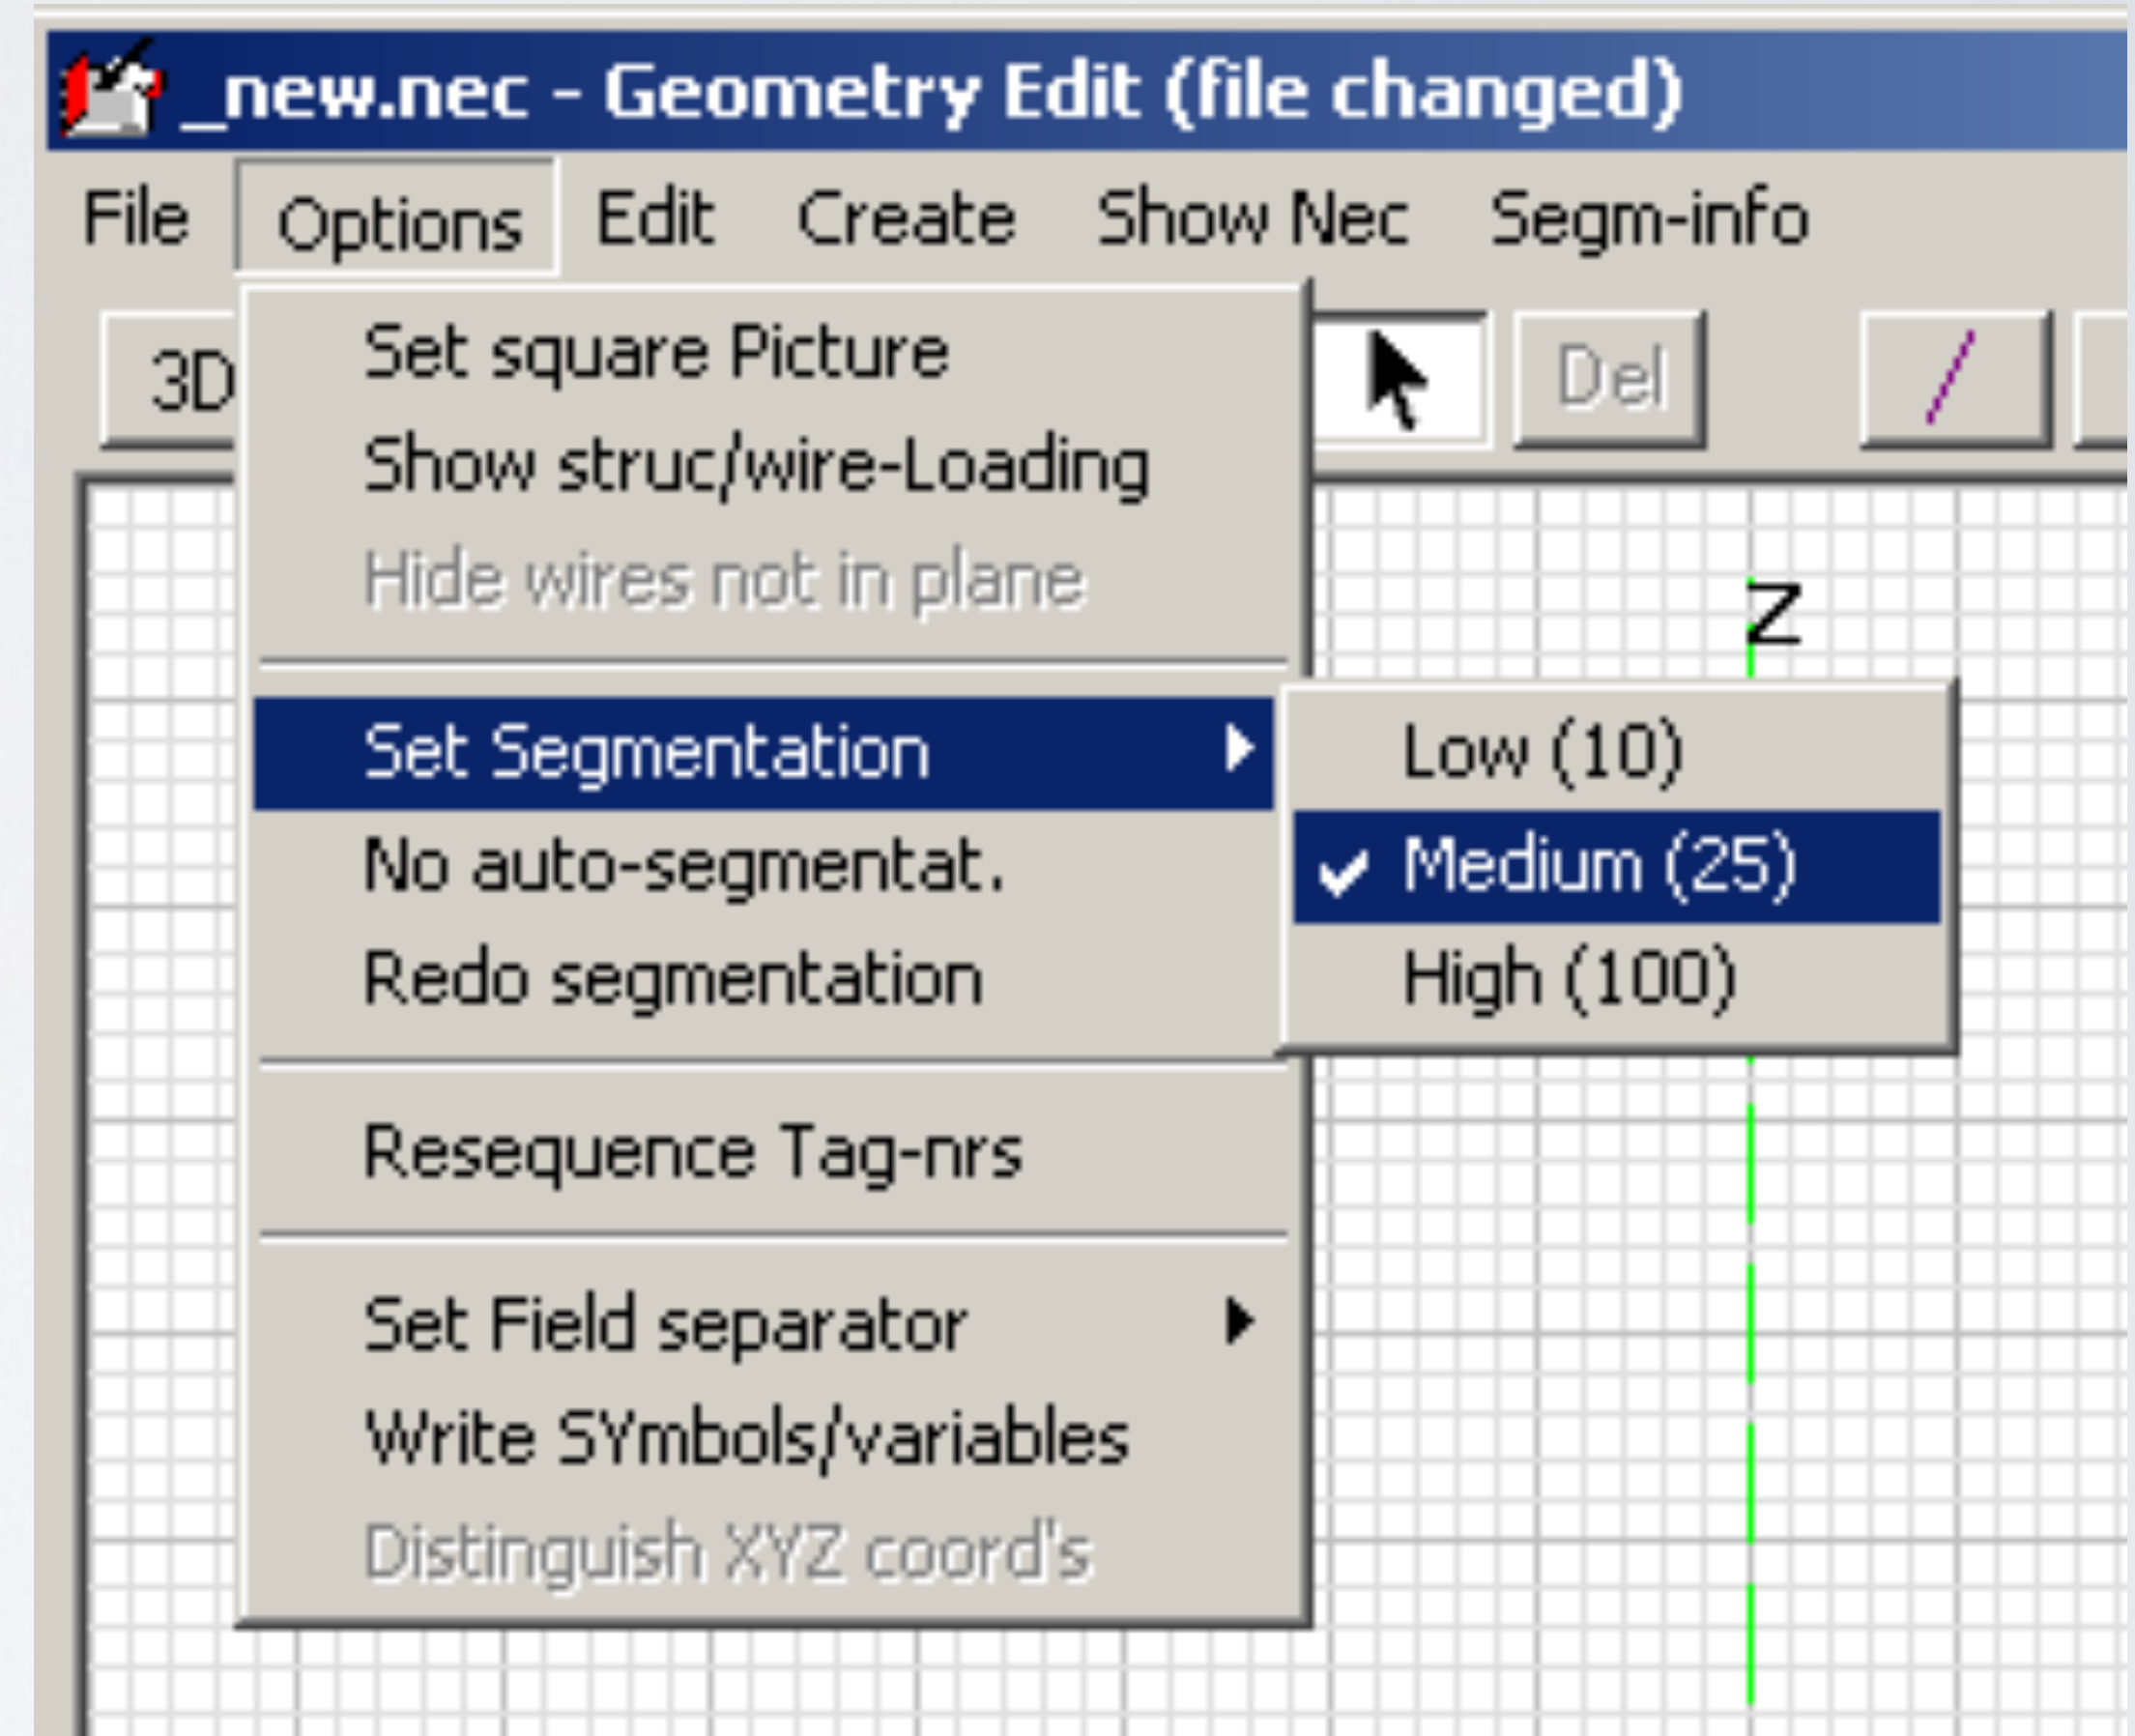 _new.nec - Geometry Edit (file changed)
File Options Edit Create Show Nec Segm-info
3D Del
Set square Picture
Show struc/wire-Loading
Hide wires not in plane
Z
Set Segmentation Low (10)
No auto-segmentat. Medium (25)
Redo segmentation High (100)
Resequence Tag-nrs
Set Field separator
Write SYmbols/variables
Distinguish XYZ coord's